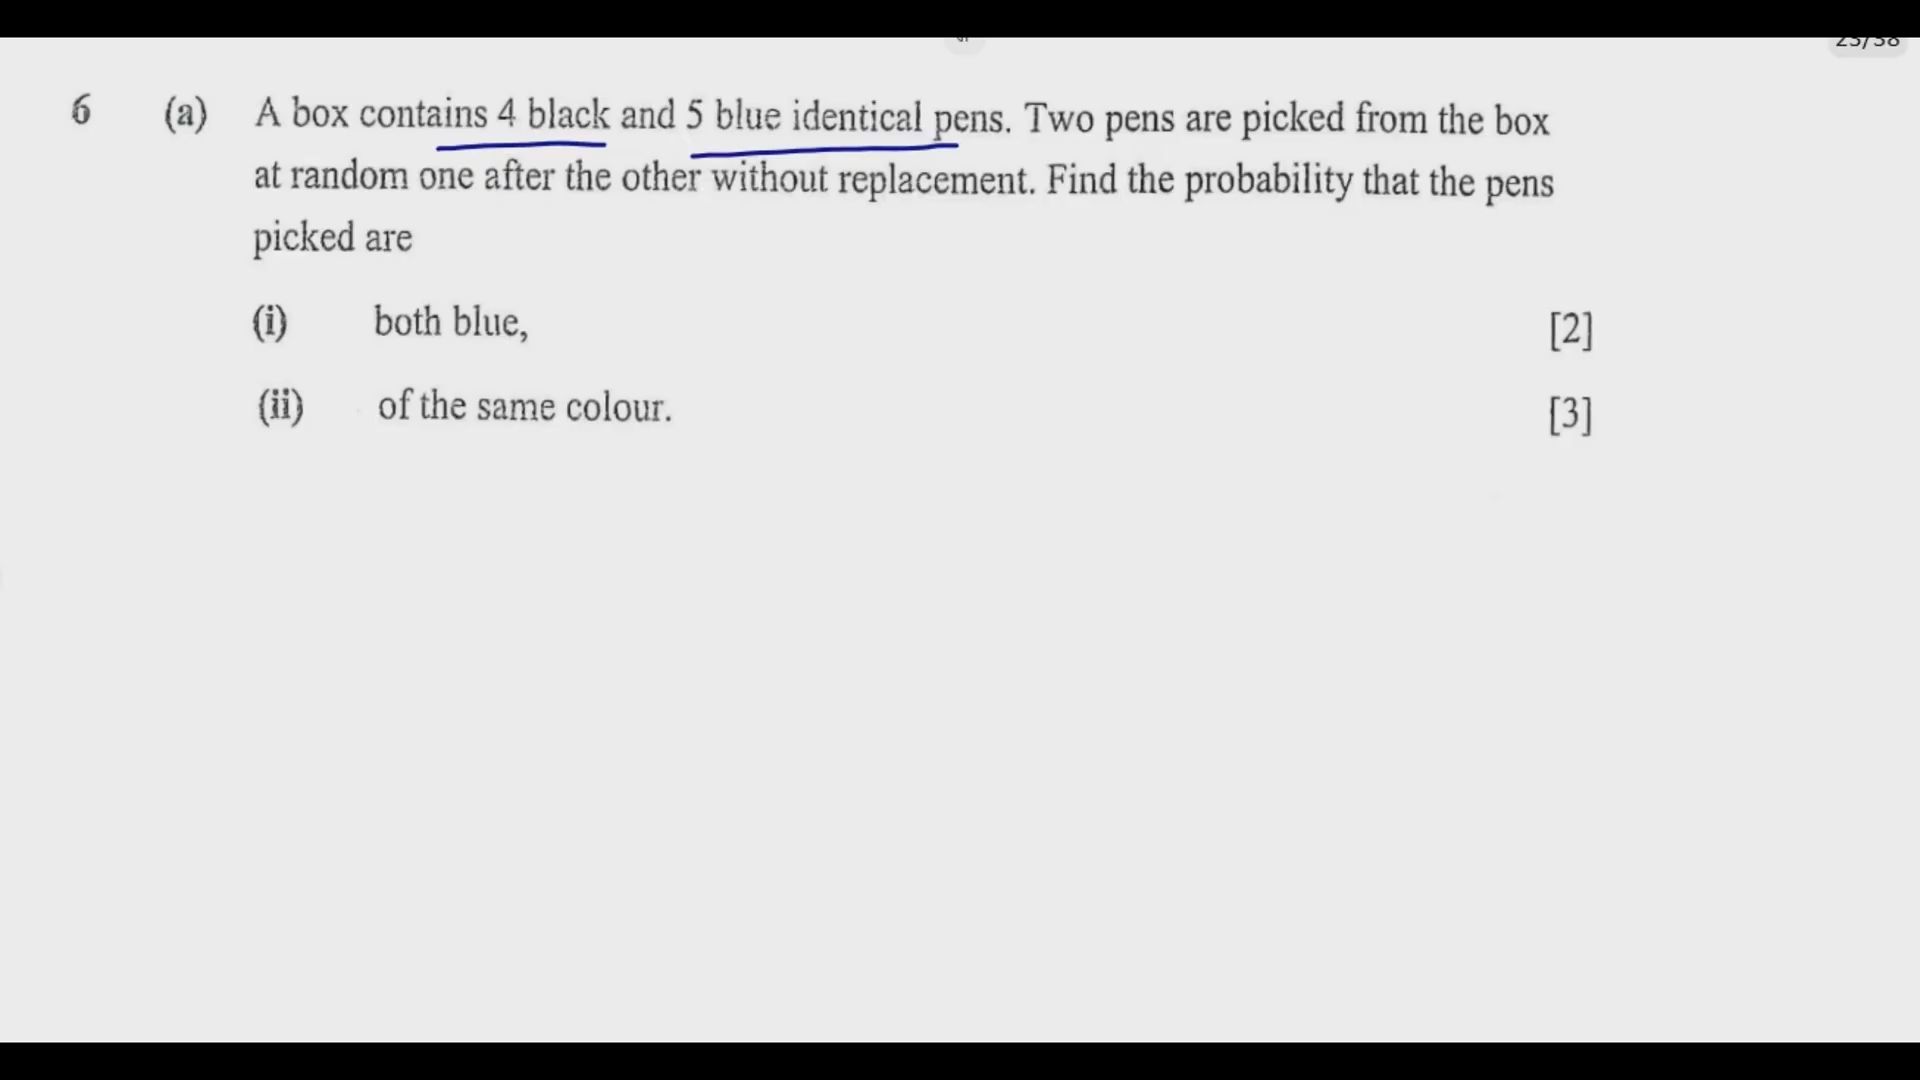 23/38
6 (a) A box contains 4 black and 5 blue identical pens. Two pens are picked from the box
at random one after the other without replacement. Find the probability that the pens
picked are
(i) both blue, [2]
(ii) of the same colour. [3]